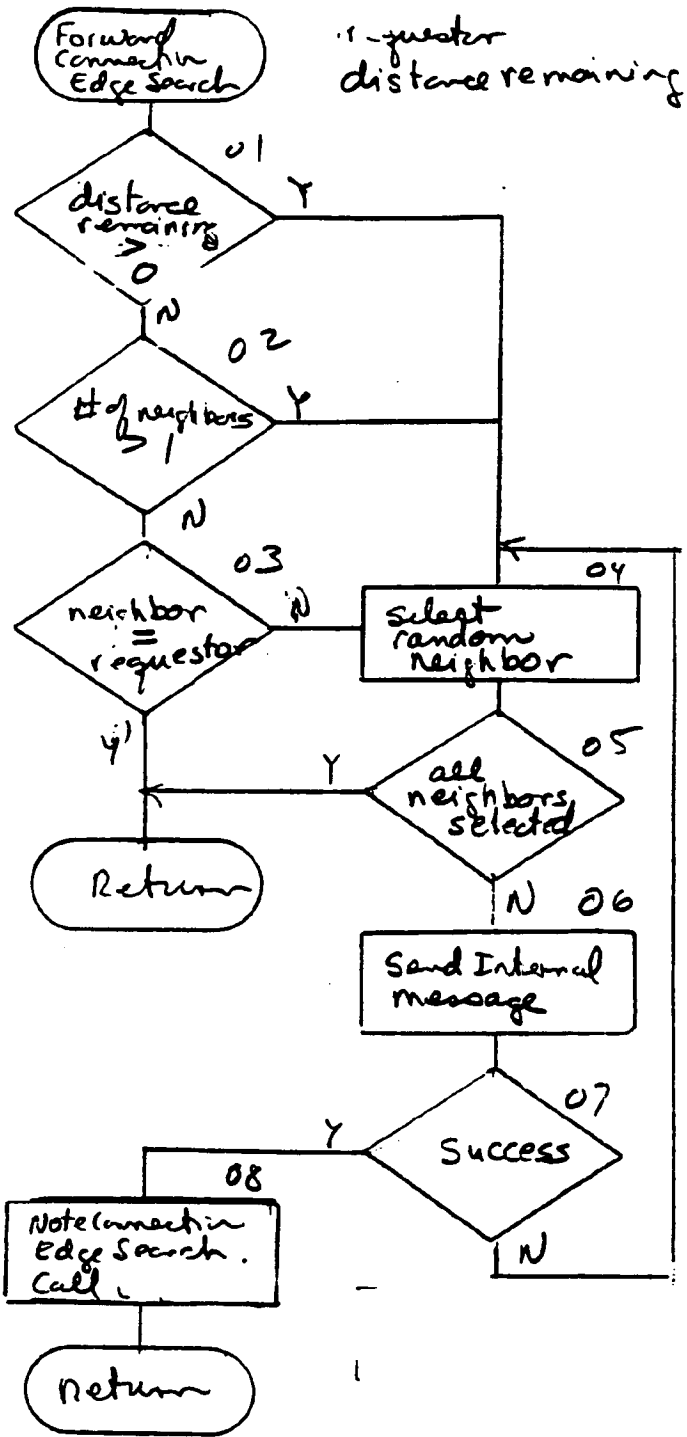 Forward
Connection
Edge Search
requestor
distance remaining
01
distance
remaining
>
0
Y
N
02
# of neighbors
> 1
Y
N
03
neighbor
=
requestor
N
Y
04
Select
random
neighbor
05
all
neighbors
selected
Y
N
Return
06
Send Internal
message
07
Success
Y
N
08
Note Connection
Edge Search
Call
Return